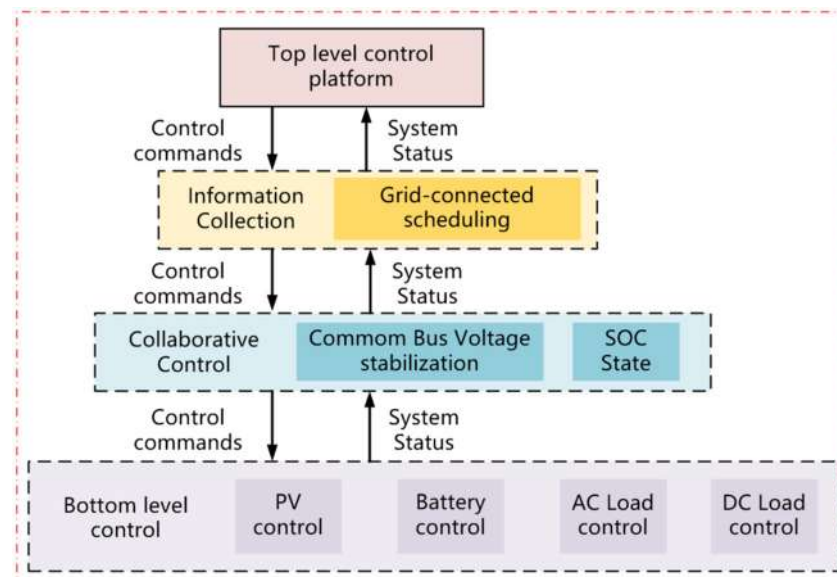 Top level control
platform
Control
commands
System
Status
Information
Collection
Grid-connected
scheduling
Control
commands
System
Status
Collaborative
Control
Commom Bus Voltage
stabilization
SOC
State
Control
commands
System
Status
Bottom level
control
PV
control
Battery
control
AC Load
control
DC Load
control